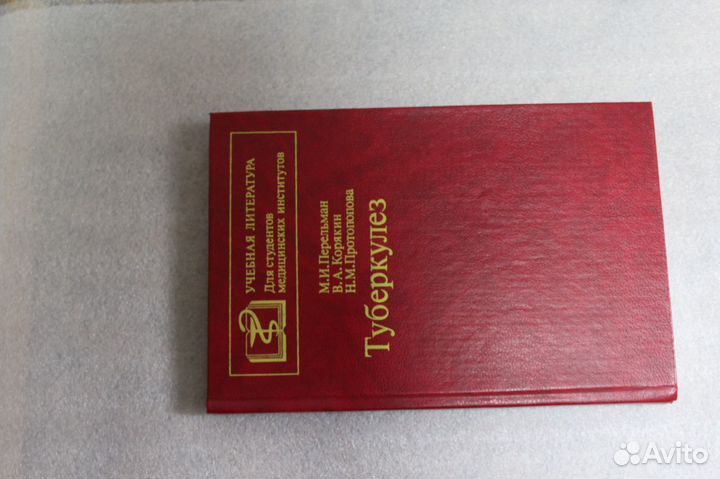 УЧЕБНАЯ ЛИТЕРАТУРА
Для студентов
медицинских институтов
М.И.Перельман
В.А.Корякин
Н.М.Протопопова
Туберкулез
Avito